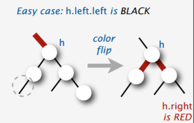 Easy case: h.left.left is BLACK
h
color
flip
h
h.right
is RED